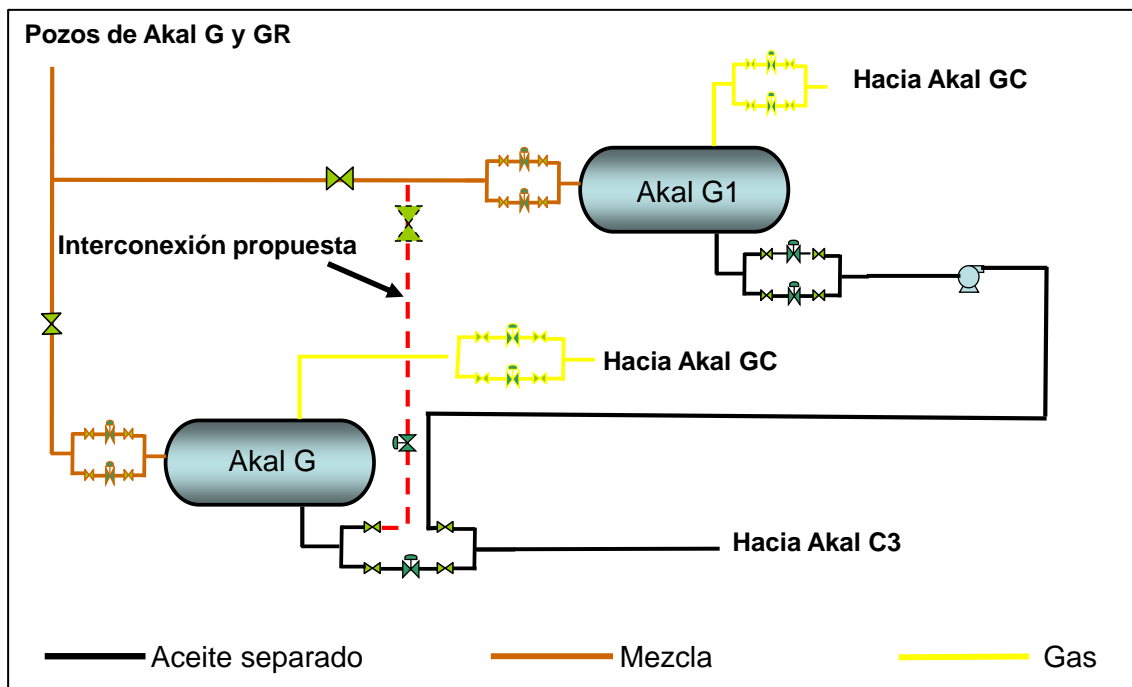 Pozos de Akal G y GR
Hacia Akal GC
Akal G1
Interconexión propuesta
Hacia Akal GC
Akal G
Hacia Akal C3
Aceite separado
Mezcla
Gas